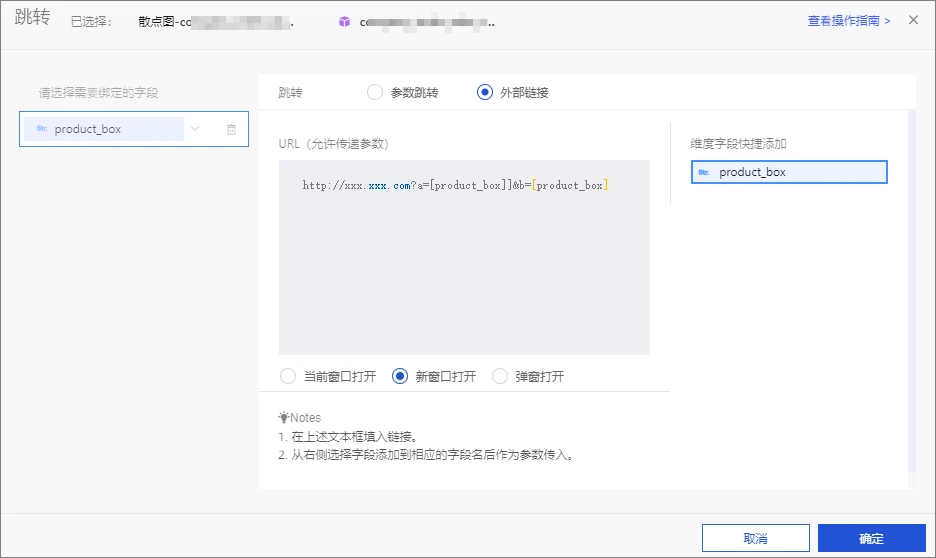 跳转
已选择:
散点图-co
查看操作指南 >
请选择需要绑定的字段
Str. product_box
跳转
参数跳转
外部链接
URL（允许传递参数）
http://xxx.xxx.com?a=[product_box]]&b=[product_box]
维度字段快捷添加
Str. product_box
当前窗口打开
新窗口打开
弹窗打开
Notes
1. 在上述文本框填入链接。
2. 从右侧选择字段添加到相应的字段名后作为参数传入。
取消
确定